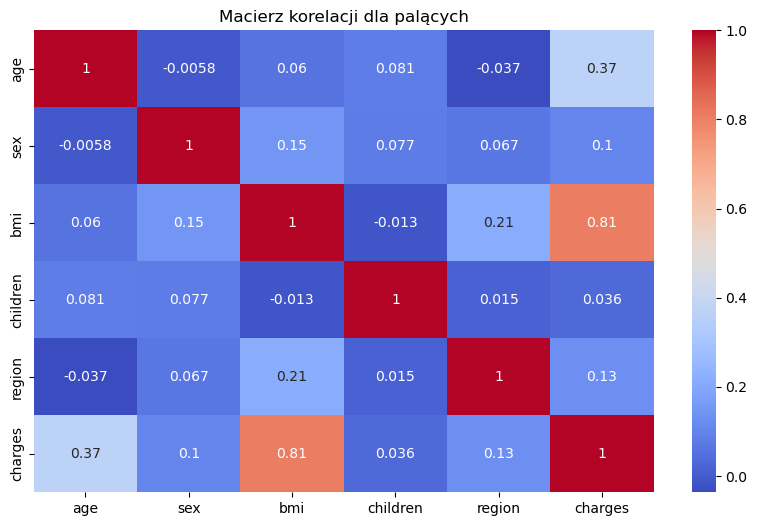 Macierz korelacji dla palących
age 1 -0.0058 0.06 0.081 -0.037 0.37
sex -0.0058 1 0.15 0.077 0.067 0.1
bmi 0.06 0.15 1 -0.013 0.21 0.81
children 0.081 0.077 -0.013 1 0.015 0.036
region -0.037 0.067 0.21 0.015 1 0.13
charges 0.37 0.1 0.81 0.036 0.13 1
age sex bmi children region charges
1.0
0.8
0.6
0.4
0.2
0.0